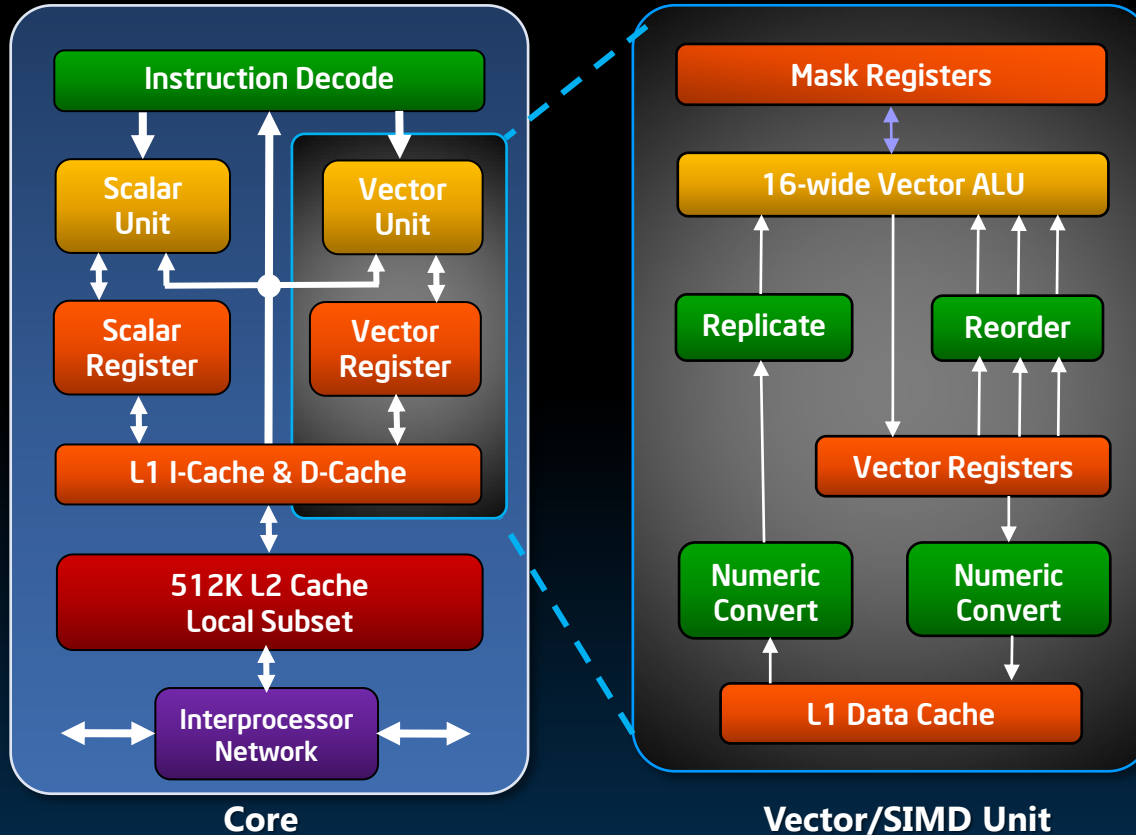 Instruction Decode
Scalar
Unit
Vector
Unit
Scalar
Register
Vector
Register
L1 I-Cache & D-Cache
512K L2 Cache
Local Subset
Interprocessor
Network
Core
Mask Registers
16-wide Vector ALU
Replicate
Reorder
Vector Registers
Numeric
Convert
Numeric
Convert
L1 Data Cache
Vector/SIMD Unit